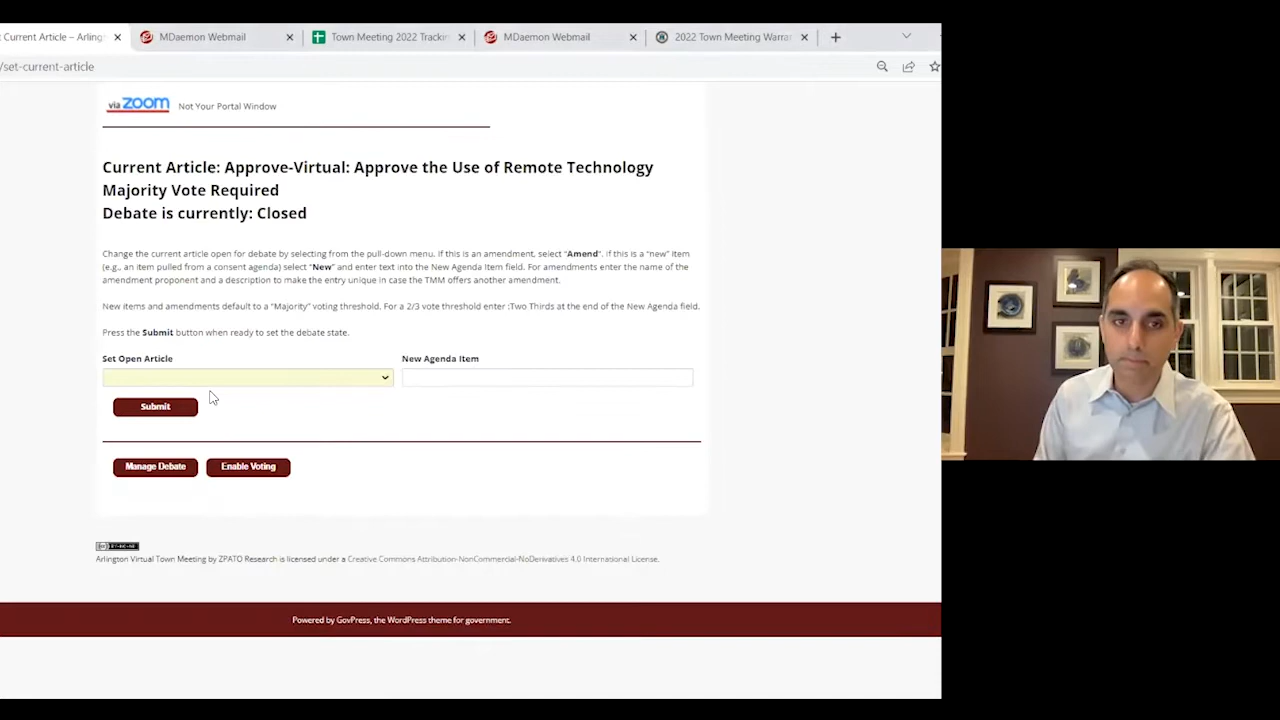 Current Article – Arling
MDaemon Webmail
Town Meeting 2022 Trackin
MDaemon Webmail
2022 Town Meeting Warra
/set-current-article
via zoom Not Your Portal Window
Current Article: Approve-Virtual: Approve the Use of Remote Technology
Majority Vote Required
Debate is currently: Closed
Change the current article open for debate by selecting from the pull-down menu. If this is an amendment, select "Amend". If this is a "new" item
(e.g., an item pulled from a consent agenda) select "New" and enter text into the New Agenda Item field. For amendments enter the name of the
amendment proponent and a description to make the entry unique in case the TMM offers another amendment.
New items and amendments default to a "Majority" voting threshold. For a 2/3 vote threshold enter :Two Thirds at the end of the New Agenda field.
Press the Submit button when ready to set the debate state.
Set Open Article
New Agenda Item
Submit
Manage Debate
Enable Voting
Arlington Virtual Town Meeting by ZPATO Research is licensed under a Creative Commons Attribution-NonCommercial-NoDerivatives 4.0 International License.
Powered by GovPress, the WordPress theme for government.